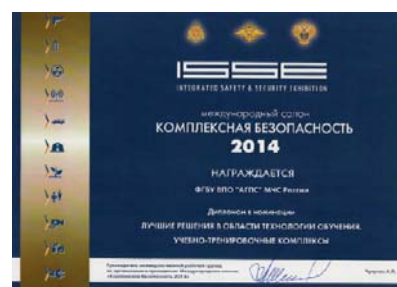 ISSE
INTEGRATED SAFETY & SECURITY EXHIBITION
международный салон
КОМПЛЕКСНАЯ БЕЗОПАСНОСТЬ
2014
НАГРАЖДАЕТСЯ
ФГБУ ВПО "АГПС" МЧС России
Дипломом в номинации
ЛУЧШИЕ РЕШЕНИЯ В ОБЛАСТИ ТЕХНОЛОГИИ ОБУЧЕНИЯ.
УЧЕБНО-ТРЕНИРОВОЧНЫЕ КОМПЛЕКСЫ